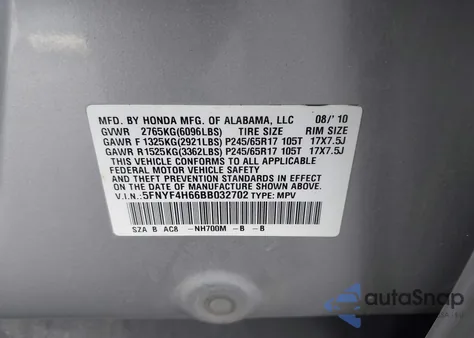 MFD. BY HONDA MFG. OF ALABAMA, LLC 08/' 10
GVWR 2765KG(6096LBS) TIRE SIZE RIM SIZE
GAWR F 1325KG(2921LBS) P245/65R17 105T 17X7.5J
GAWR R1525KG(3362LBS) P245/65R17 105T 17X7.5J
THIS VEHICLE CONFORMS TO ALL APPLICABLE
FEDERAL MOTOR VEHICLE SAFETY, BUMPER,
AND THEFT PREVENTION STANDARDS IN EFFECT
ON THE DATE OF MANUFACTURE SHOWN ABOVE.
V.I.N.:5FNYF4H66BB032702 TYPE: MPV
SZA B AC8 -NH700M -B -B
autoSnap